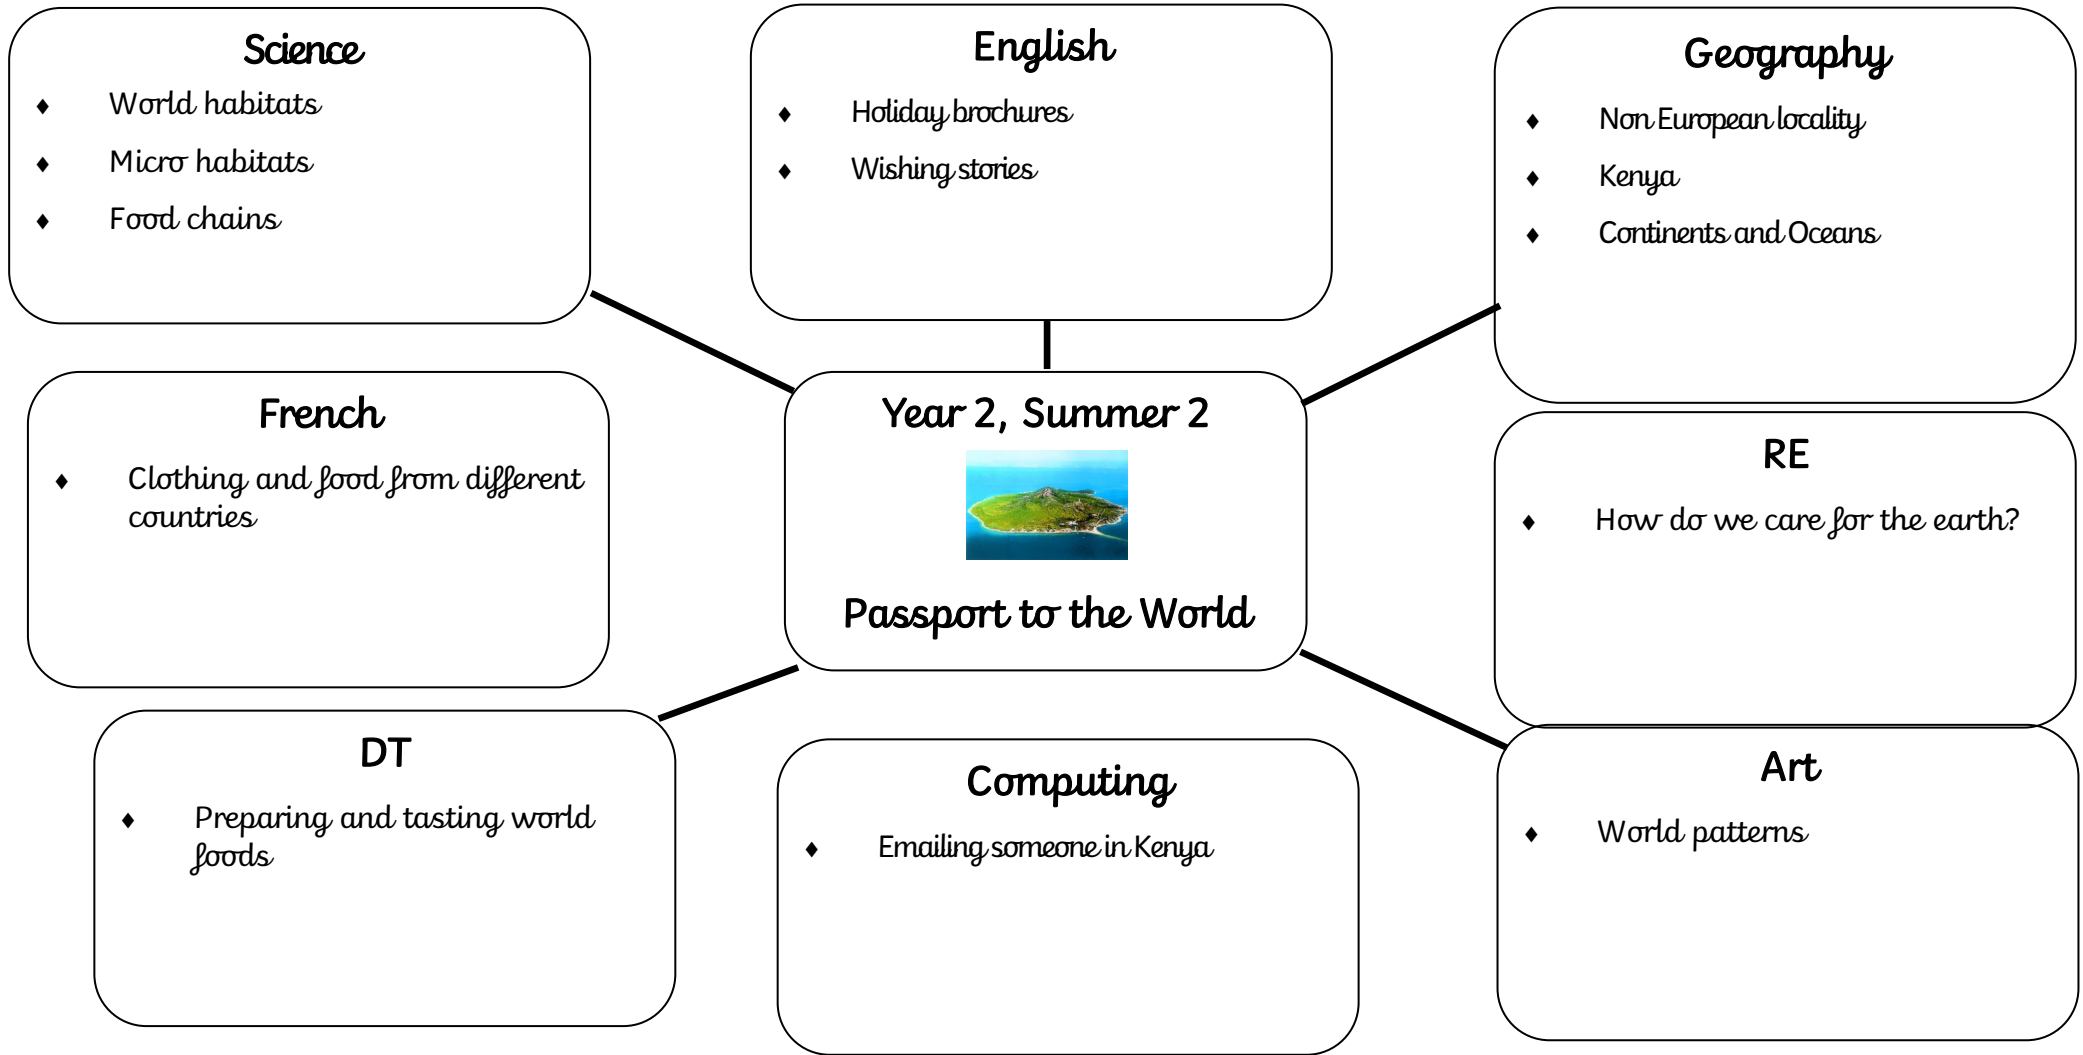 Science
♦ World habitats
♦ Micro habitats
♦ Food chains
English
♦ Holiday brochures
♦ Wishing stories
Geography
♦ Non European locality
♦ Kenya
♦ Continents and Oceans
French
♦ Clothing and food from different
countries
Year 2, Summer 2
Passport to the World
RE
♦ How do we care for the earth?
DT
♦ Preparing and tasting world
foods
Computing
♦ Emailing someone in Kenya
Art
♦ World patterns